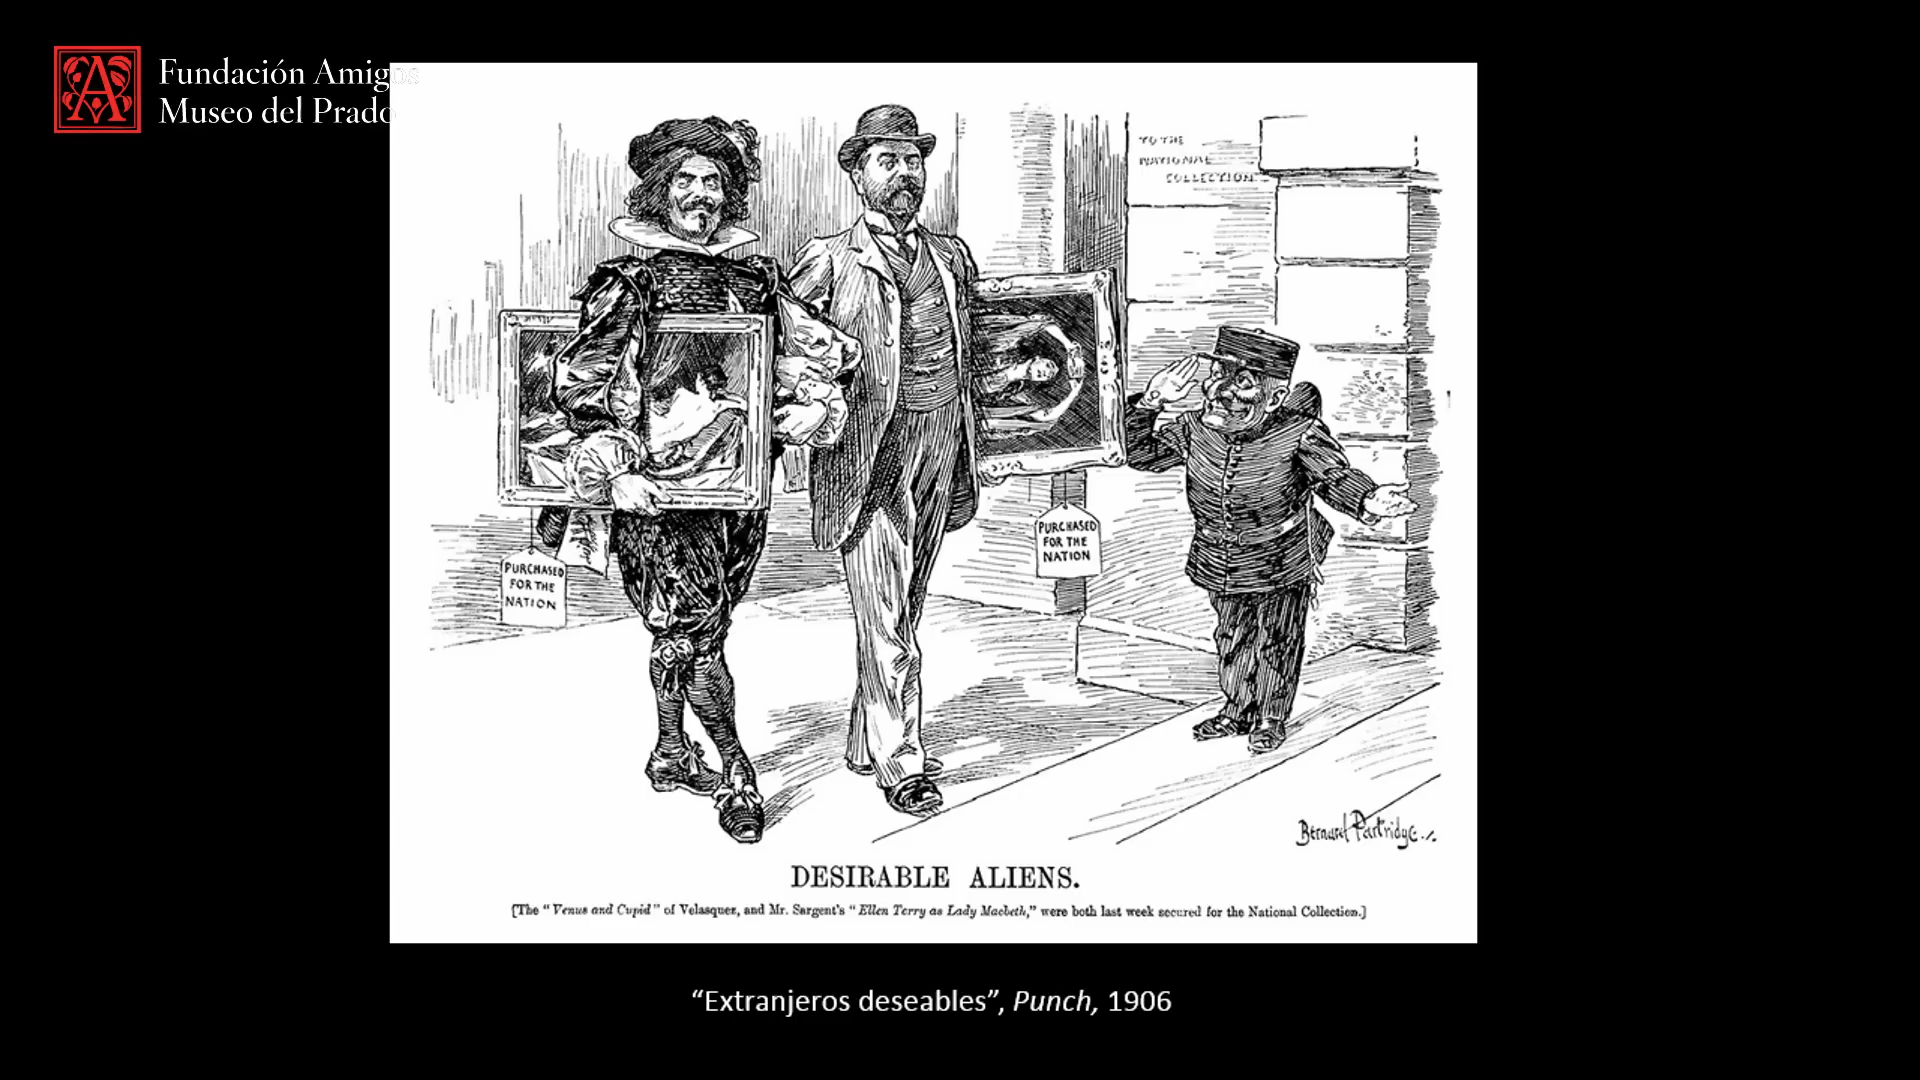 Fundación Amigos
Museo del Prado
TO THE
NATIONAL
COLLECTION
PURCHASED
FOR THE
NATION
PURCHASED
FOR THE
NATION
Bernard Partridge
DESIRABLE ALIENS.
[The "Venus and Cupid" of Velasquez, and Mr. Sargent's "Ellen Terry as Lady Macbeth," were both last week secured for the National Collection.]
“Extranjeros deseables”, Punch, 1906